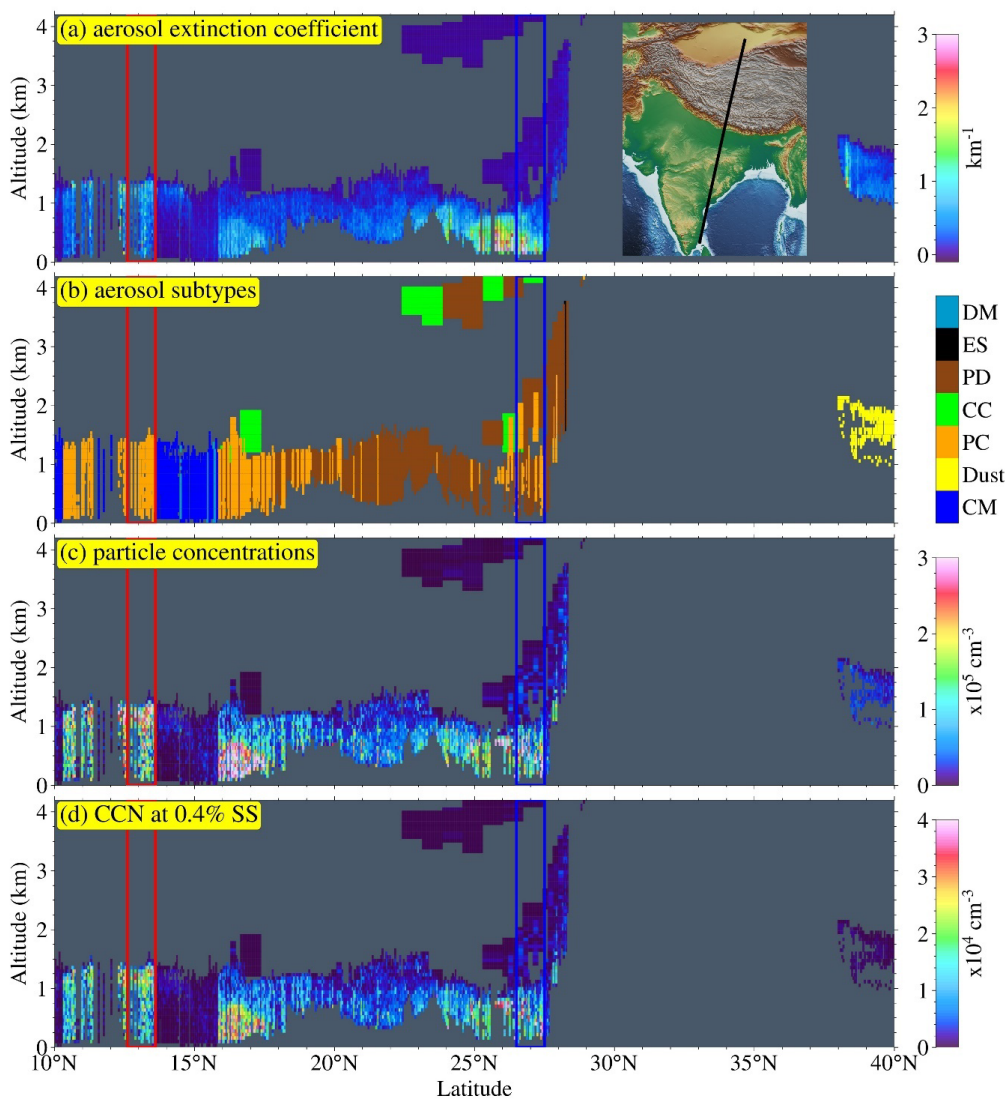 (a) aerosol extinction coefficient
Altitude (km)
4
3
2
1
0
3
2
1
0
km⁻¹
(b) aerosol subtypes
Altitude (km)
4
3
2
1
0
DM
ES
PD
CC
PC
Dust
CM
(c) particle concentrations
Altitude (km)
4
3
2
1
0
3
2
1
0
x10⁵ cm⁻³
(d) CCN at 0.4% SS
Altitude (km)
4
3
2
1
0
4
3
2
1
0
x10⁴ cm⁻³
10°N 15°N 20°N 25°N 30°N 35°N 40°N
Latitude